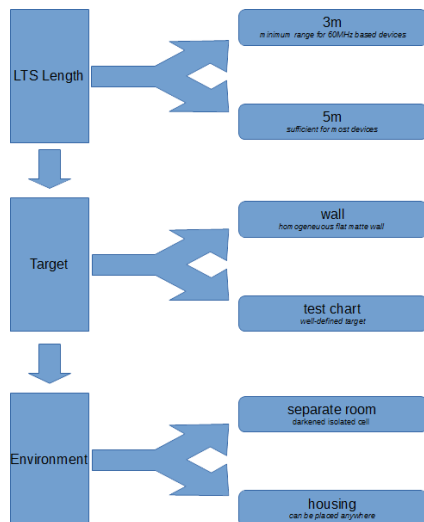 3m
minimum range for 60MHz based devices
LTS Length
5m
sufficient for most devices
wall
homogeneuous flat matte wall
Target
test chart
well-defined target
separate room
darkened isolated cell
Environment
housing
can be placed anywhere